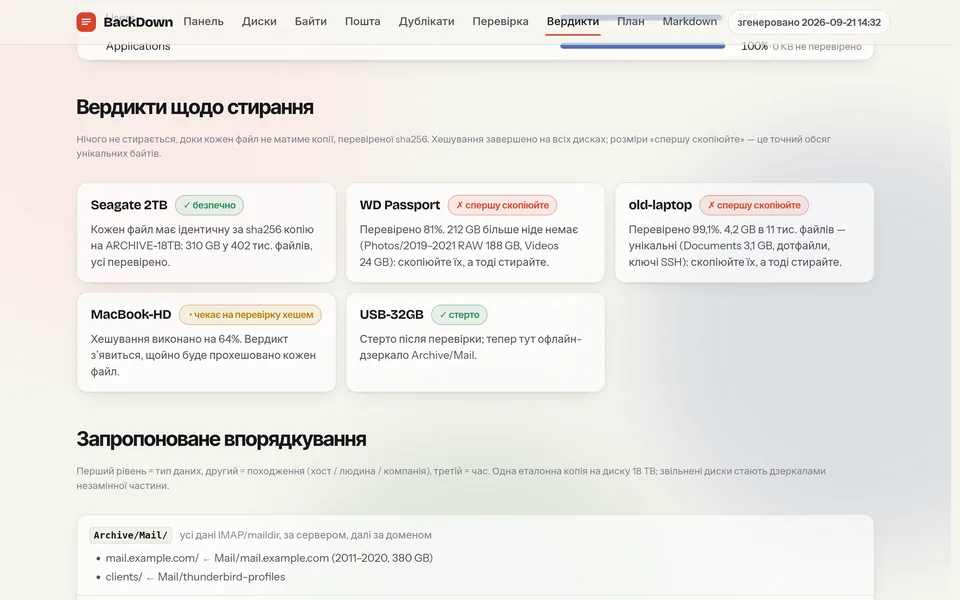 BackDown Панель Диски Байти Пошта Дублікати Перевірка Вердикти План Markdown згенеровано 2026-09-21 14:32
Applications 100% · 0 KB не перевірено
Вердикти щодо стирання
Нічого не стирається, доки кожен файл не матиме копії, перевіреної sha256. Хешування завершено на всіх дисках; розміри «спершу скопіюйте» — це точний обсяг
унікальних байтів.
Seagate 2TB ✓ безпечно
Кожен файл має ідентичну за sha256 копію
на ARCHIVE-18TB: 310 GB у 402 тис. файлів,
усі перевірено.
WD Passport ✗ спершу скопіюйте
Перевірено 81%. 212 GB більше ніде немає
(Photos/2019–2021 RAW 188 GB, Videos
24 GB): скопіюйте їх, а тоді стирайте.
old-laptop ✗ спершу скопіюйте
Перевірено 99,1%. 4,2 GB в 11 тис. файлів —
унікальні (Documents 3,1 GB, дотфайли,
ключі SSH): скопіюйте їх, а тоді стирайте.
MacBook-HD · чекає на перевірку хешем
Хешування виконано на 64%. Вердикт
з'явиться, щойно буде прохешовано кожен
файл.
USB-32GB ✓ стерто
Стерто після перевірки; тепер тут офлайн-
дзеркало Archive/Mail.
Запропоноване впорядкування
Перший рівень = тип даних, другий = походження (хост / людина / компанія), третій = час. Одна еталонна копія на диску 18 TB; звільнені диски стають дзеркалами
незамінної частини.
Archive/Mail/ усі дані IMAP/maildir, за сервером, далі за доменом
• mail.example.com/ ← Mail/mail.example.com (2011–2020, 380 GB)
• clients/ ← Mail/thunderbird-profiles